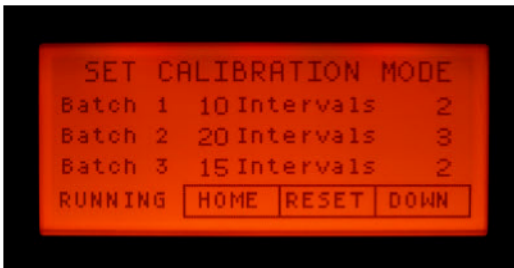 SET CALIBRATION MODE
Batch 1 10 Intervals 2
Batch 2 20 Intervals 3
Batch 3 15 Intervals 2
RUNNING HOME RESET DOWN